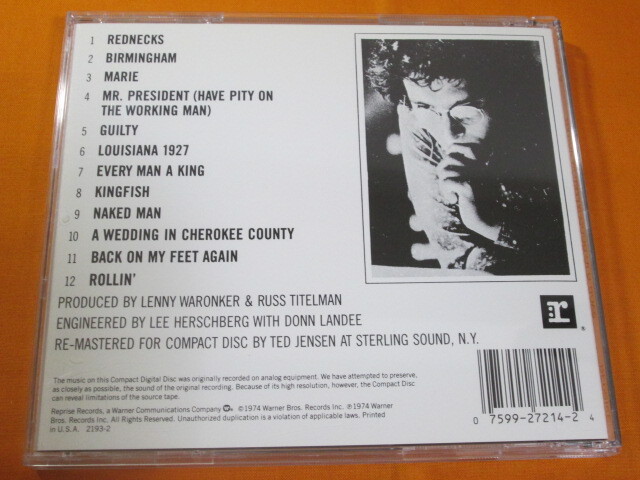 1 REDNECKS
2 BIRMINGHAM
3 MARIE
4 MR. PRESIDENT (HAVE PITY ON
THE WORKING MAN)
5 GUILTY
6 LOUISIANA 1927
7 EVERY MAN A KING
8 KINGFISH
9 NAKED MAN
10 A WEDDING IN CHEROKEE COUNTY
11 BACK ON MY FEET AGAIN
12 ROLLIN'
PRODUCED BY LENNY WARONKER & RUSS TITELMAN
ENGINEERED BY LEE HERSCHBERG WITH DONN LANDEE
RE-MASTERED FOR COMPACT DISC BY TED JENSEN AT STERLING SOUND, N.Y.
r ®
The music on this Compact Digital Disc was originally recorded on analog equipment. We have attempted to preserve,
as closely as possible, the sound of the original recording. Because of its high resolution, however, the Compact Disc
can reveal limitations of the source tape.
Reprise Records, a Warner Communications Company © 1974 Warner Bros. Records Inc. ℗ 1974 Warner
Bros. Records Inc. All Rights Reserved. Unauthorized duplication is a violation of applicable laws. Printed
in U.S.A. 2193-2
0 7599-27214-2 4